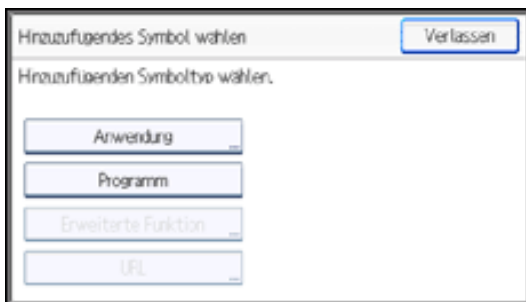 Hinzuzufügendes Symbol wählen
Verlassen
Hinzuzufügenden Symboltyp wählen.
Anwendung
Programm
Erweiterte Funktion
URL